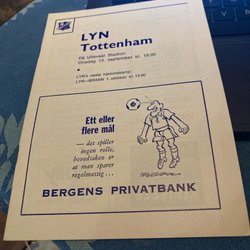 LYN
Tottenham
På Ullevaal Stadion
Onsdag 13. september kl. 19.00
LYN's neste hjemmekamp:
LYN—BRANN 1. oktober kl. 13.00
Ett eller
flere mål
— det spiller
ingen rolle,
hovedsaken er
at man sparer
regelmessig...
BERGENS PRIVATBANK